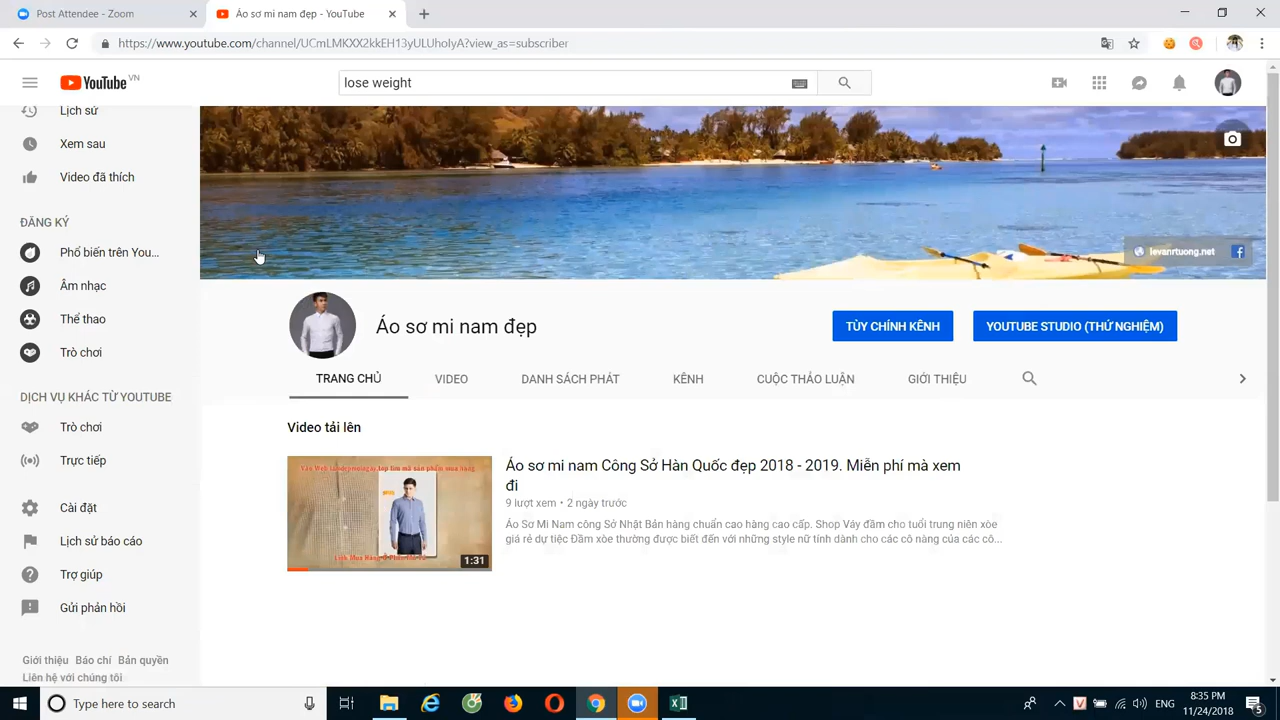 Post Attendee - Zoom
Áo sơ mi nam đẹp - YouTube
https://www.youtube.com/channel/UCmLMKXX2kkEH13yULUholyA?view_as=subscriber
YouTube VN
lose weight
Lịch sử
Xem sau
Video đã thích
ĐĂNG KÝ
Phổ biến trên You...
Âm nhạc
Thể thao
Trò chơi
DỊCH VỤ KHÁC TỪ YOUTUBE
Trò chơi
Trực tiếp
Cài đặt
Lịch sử báo cáo
Trợ giúp
Gửi phản hồi
Giới thiệu Báo chí Bản quyền
Liên hệ với chúng tôi
levanrtuong.net
Áo sơ mi nam đẹp
TÙY CHỈNH KÊNH
YOUTUBE STUDIO (THỬ NGHIỆM)
TRANG CHỦ VIDEO DANH SÁCH PHÁT KÊNH CUỘC THẢO LUẬN GIỚI THIỆU
Video tải lên
1:31
Áo sơ mi nam Công Sở Hàn Quốc đẹp 2018 - 2019. Miễn phí mà xem
đi
9 lượt xem • 2 ngày trước
Áo Sơ Mi Nam công Sở Nhật Bản hàng chuẩn cao hàng cao cấp. Shop Váy đầm cho tuổi trung niên xòe
giá rẻ dự tiệc Đầm xòe thường được biết đến với những style nữ tính dành cho các cô nàng của các cô...
Type here to search
ENG
8:35 PM
11/24/2018
5